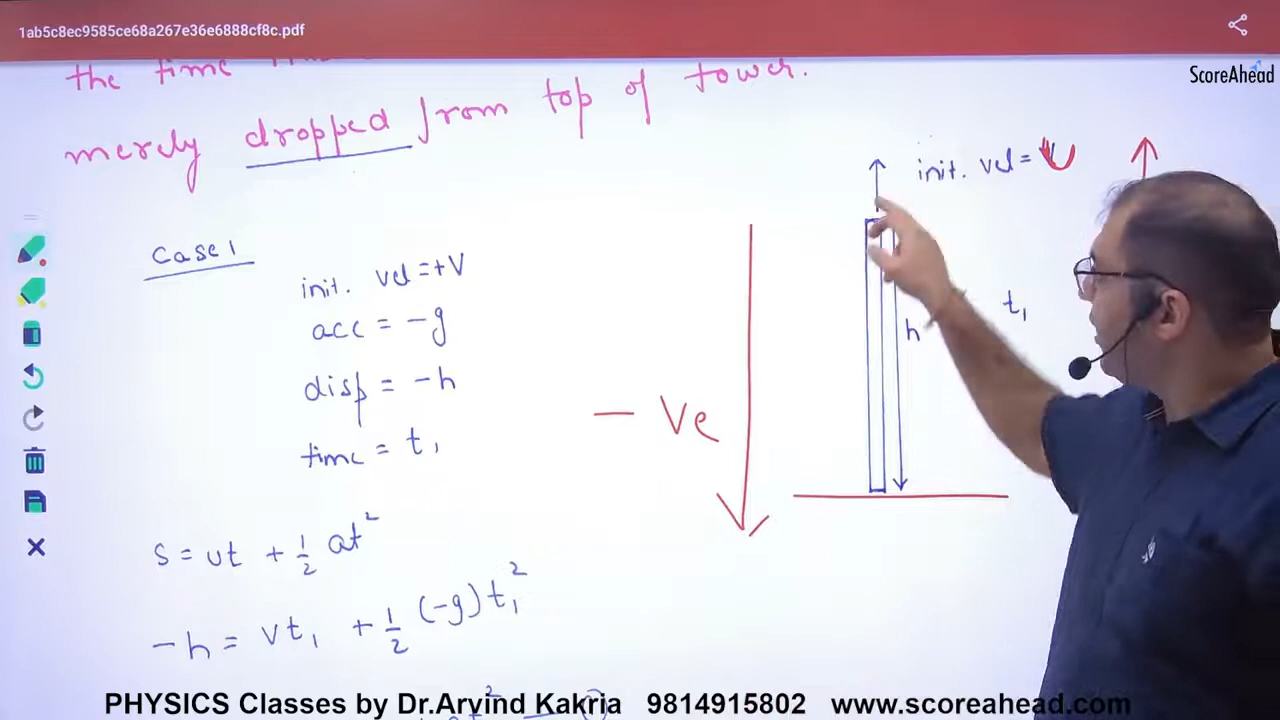 1ab5c8ec9585ce68a267e36e6888cf8c.pdf
ScoreAhead
the time
merely dropped from top of tower.
init. vel = U
Case 1
init. vel = +V
acc = -g
disp = -h
time = t₁
h
t₁
- ve
s = ut + 1/2 at²
-h = vt₁ + 1/2 (-g) t₁²
PHYSICS Classes by Dr.Arvind Kakria 9814915802 www.scoreahead.com